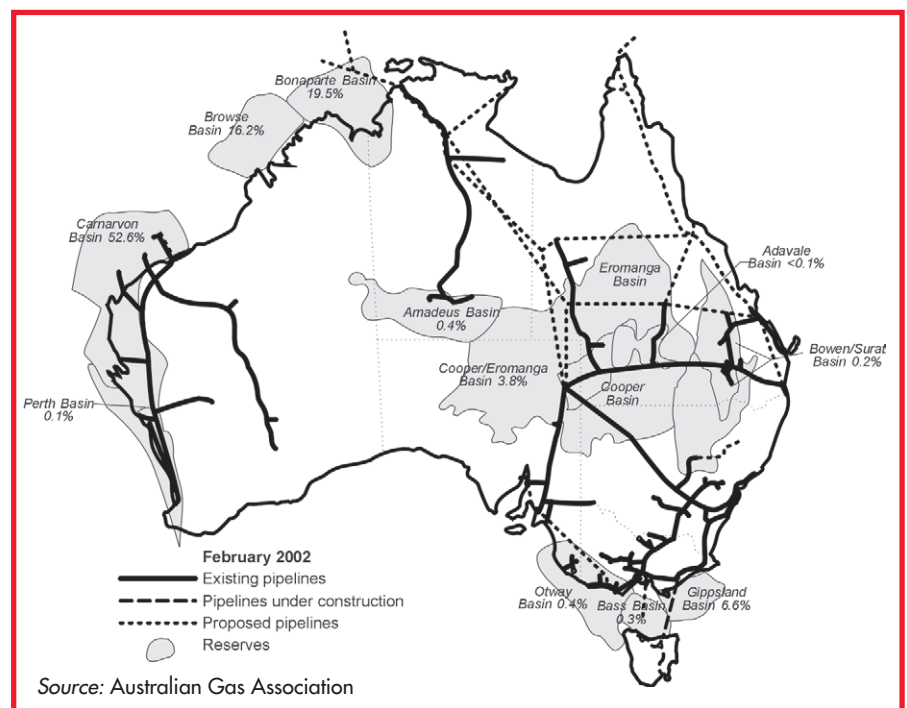 Bonaparte Basin
19.5%
Browse
Basin 16.2%
Carnarvon
Basin 52.6%
Adavale
Basin <0.1%
Eromanga
Basin
Amadeus Basin
0.4%
Bowen/Surat
Basin 0.2%
Cooper/Eromanga
Basin 3.8%
Cooper
Basin
Perth Basin
0.1%
February 2002
Existing pipelines
Pipelines under construction
Proposed pipelines
Reserves
Otway
Basin 0.4%
Bass Basin
0.3%
Gippsland
Basin 6.6%
Source: Australian Gas Association